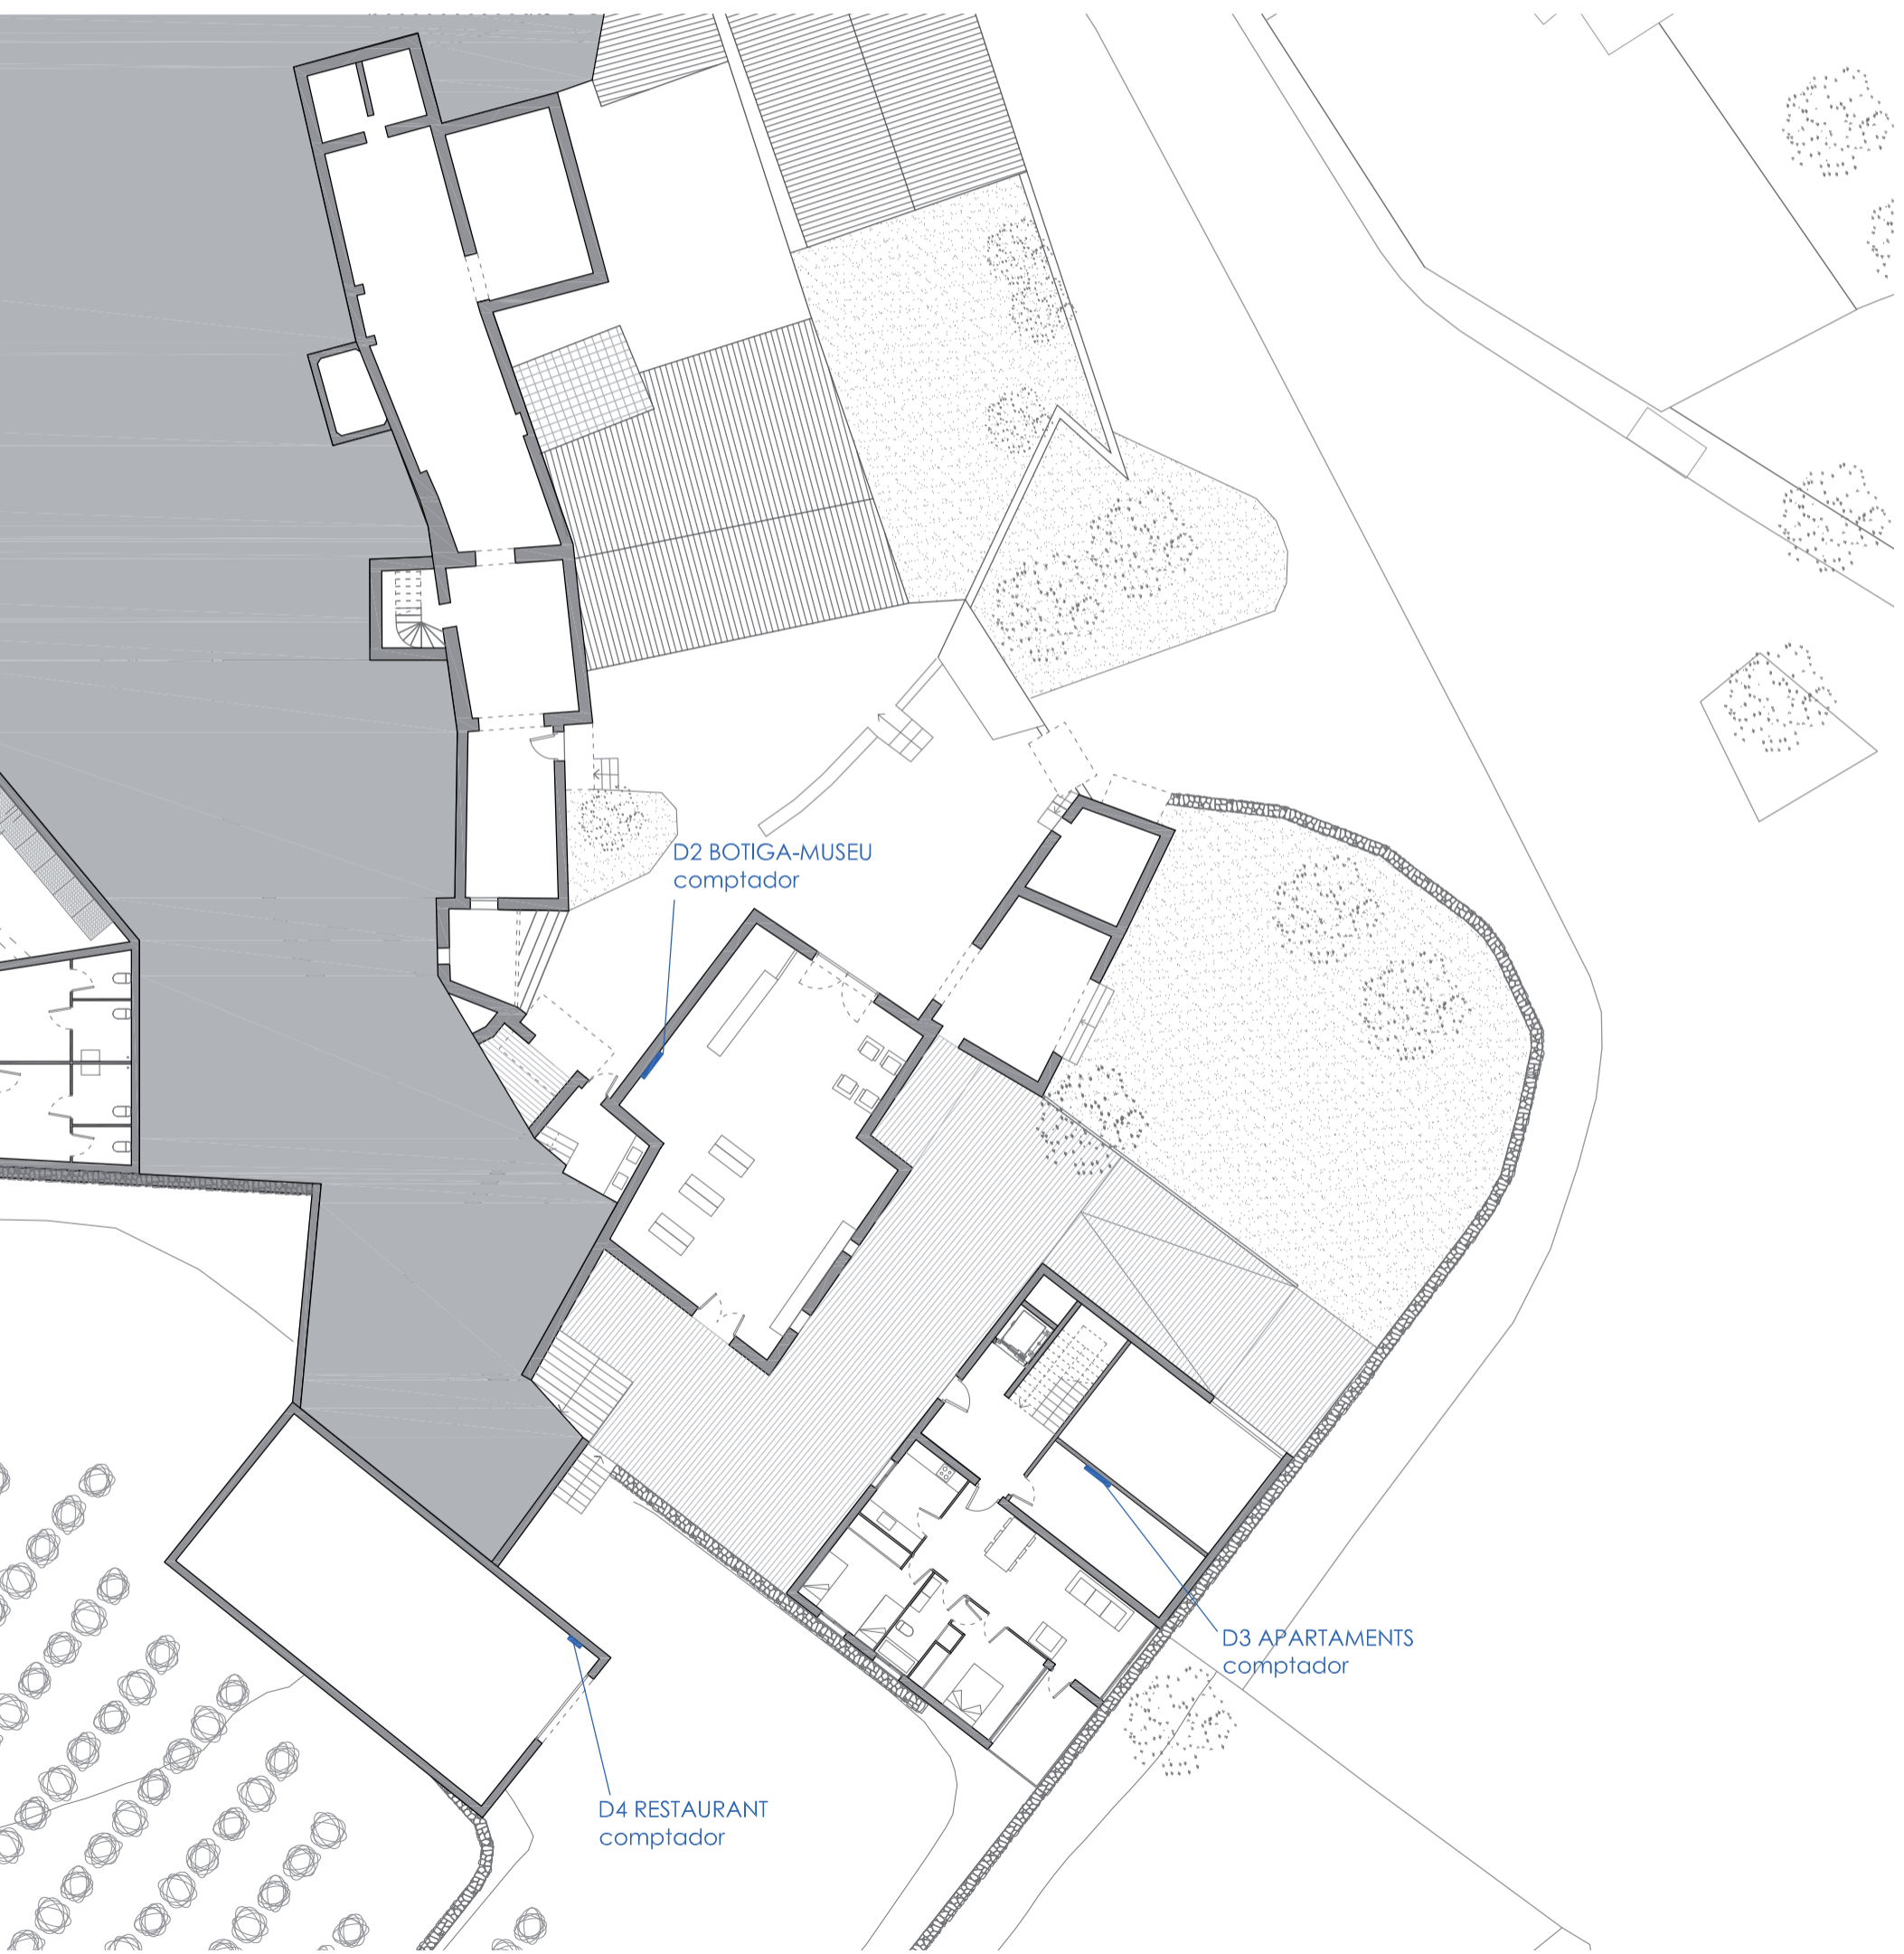 D2 BOTIGA-MUSEU
comptador
D3 APARTAMENTS
comptador
D4 RESTAURANT
comptador